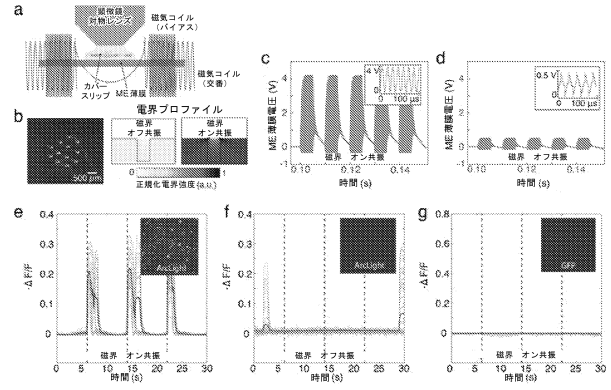 a
顕微鏡
対物レンズ
磁気コイル
(バイアス)
磁気コイル
(交番)
カバー
スリップ
ME薄膜
b
500 μm
電界プロファイル
磁界
オフ共振
磁界
オン共振
0
1
正規化電界強度(a.u.)
c
ME薄膜電圧 (V)
4
2
0
-1
4 V
0
0 100 μs
磁界 オン共振
0.10 0.12 0.14
時間 (s)
d
ME薄膜電圧 (V)
4
2
0
-1
0.5 V
0
0 100 μs
磁界 オフ共振
0.10 0.12 0.14
時間 (s)
e
-Δ F/F
0.4
0.3
0.2
0.1
0
ArcLight
磁界 オン共振
0 5 10 15 20 25 30
時間 (s)
f
-Δ F/F
0.4
0.3
0.2
0.1
0
ArcLight
磁界 オフ共振
0 5 10 15 20 25 30
時間 (s)
g
-Δ F/F
0.8
0.6
0.4
0.2
0
GFP
磁界 オン共振
0 5 10 15 20 25 30
時間 (s)